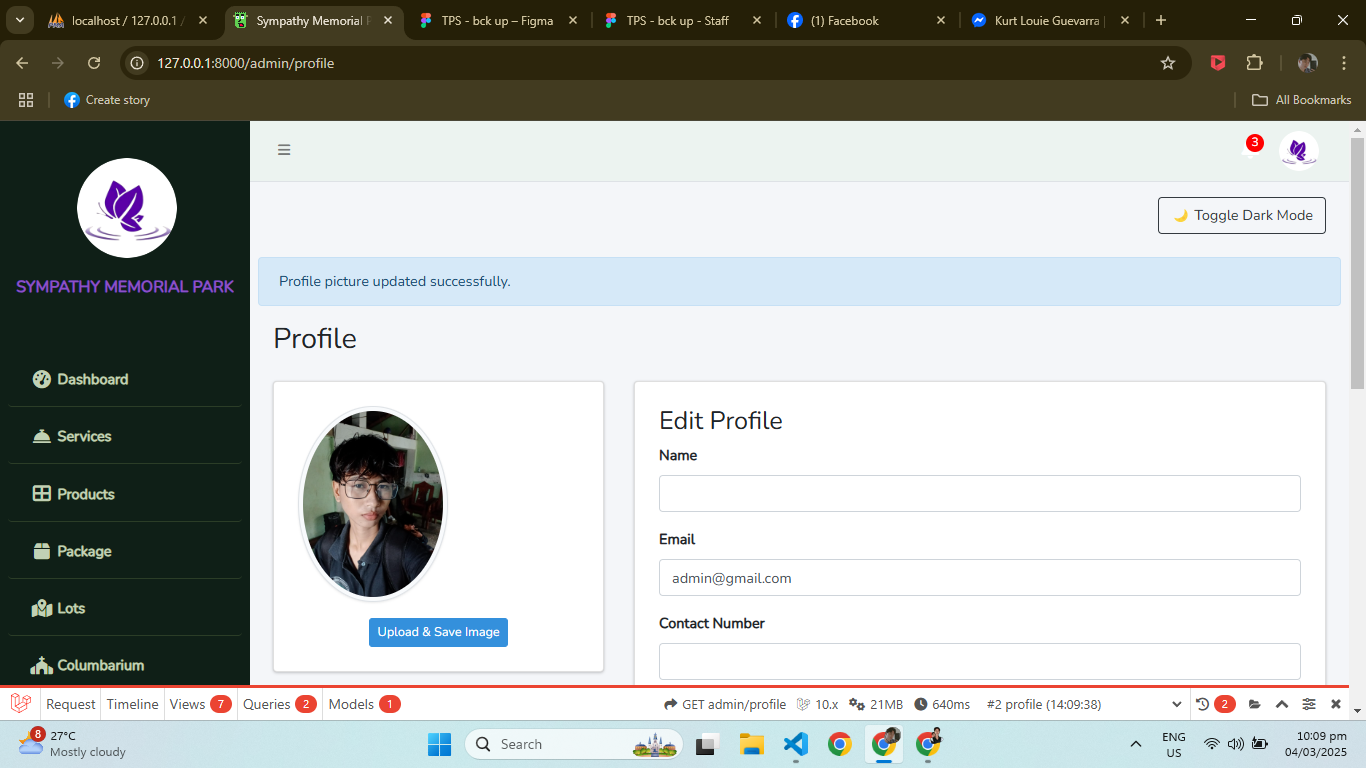 localhost / 127.0.0.1 /
Sympathy Memorial P
TPS - bck up – Figma
TPS - bck up - Staff
(1) Facebook
Kurt Louie Guevarra |
127.0.0.1:8000/admin/profile
Create story
All Bookmarks
3
SYMPATHY MEMORIAL PARK
Toggle Dark Mode
Profile picture updated successfully.
Profile
Dashboard
Services
Products
Package
Lots
Columbarium
Upload & Save Image
Edit Profile
Name
Email
admin@gmail.com
Contact Number
Request
Timeline
Views 7
Queries 2
Models 1
GET admin/profile
10.x
21MB
640ms
#2 profile (14:09:38)
2
8
27°C
Mostly cloudy
Search
ENG
US
10:09 pm
04/03/2025